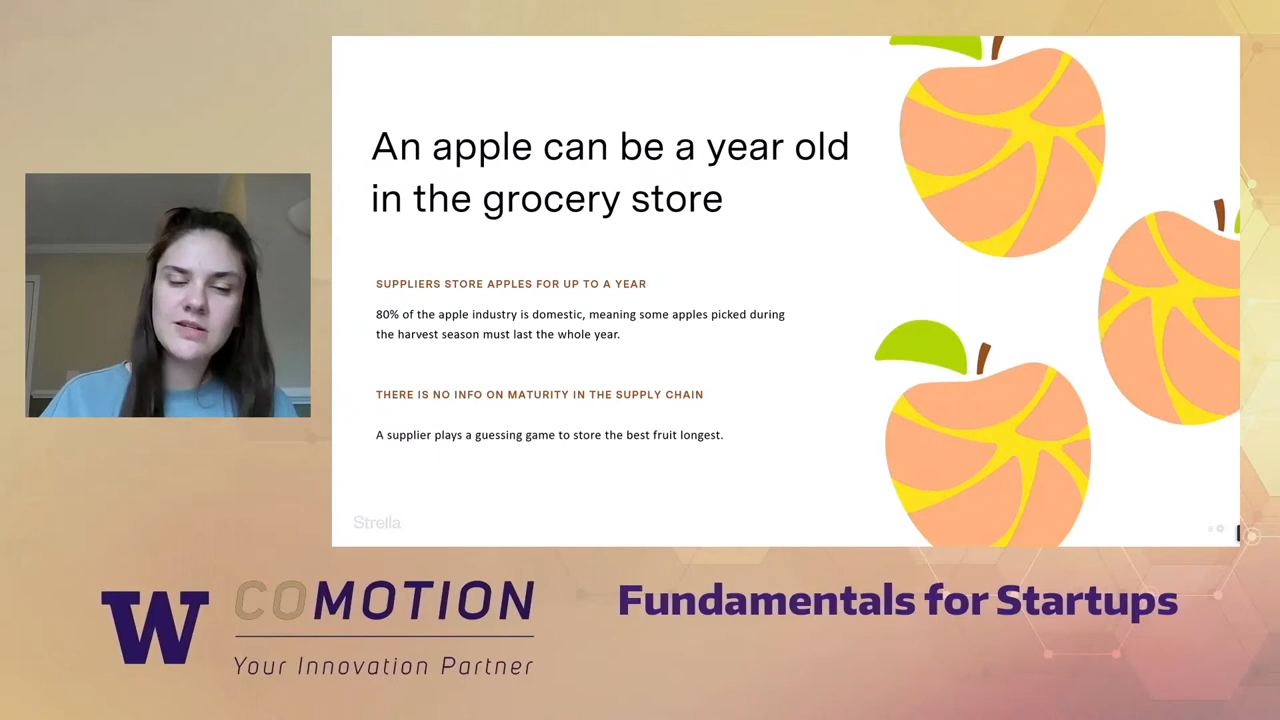 An apple can be a year old
in the grocery store
SUPPLIERS STORE APPLES FOR UP TO A YEAR
80% of the apple industry is domestic, meaning some apples picked during
the harvest season must last the whole year.
THERE IS NO INFO ON MATURITY IN THE SUPPLY CHAIN
A supplier plays a guessing game to store the best fruit longest.
Strella
W COMOTION
Your Innovation Partner
Fundamentals for Startups